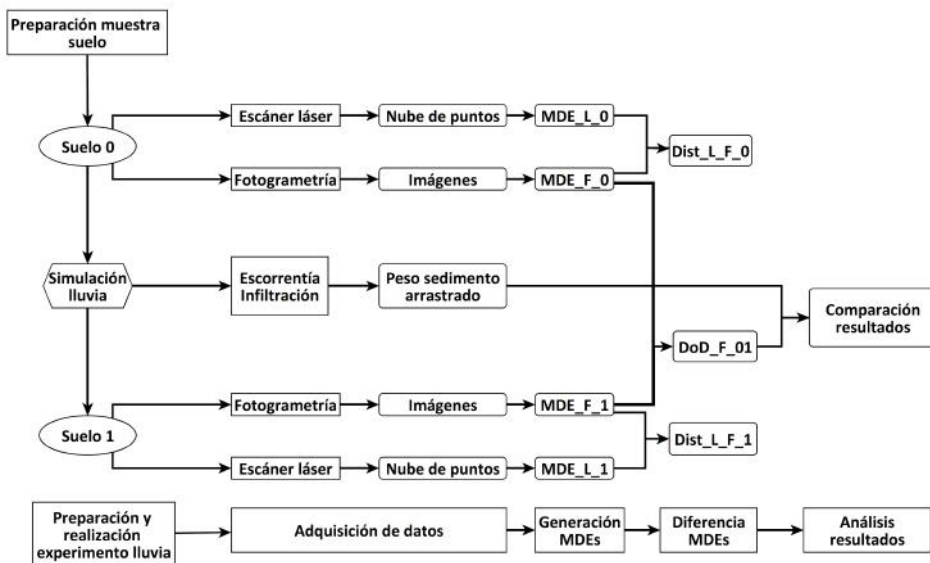 Preparación muestra
suelo
Suelo 0
Escáner láser
Nube de puntos
MDE_L_0
Dist_L_F_0
Fotogrametría
Imágenes
MDE_F_0
Simulación
lluvia
Escorrentía
Infiltración
Peso sedimento
arrastrado
Comparación
resultados
DoD_F_01
Suelo 1
Fotogrametría
Imágenes
MDE_F_1
Dist_L_F_1
Escáner láser
Nube de puntos
MDE_L_1
Preparación y
realización
experimento lluvia
Adquisición de datos
Generación
MDEs
Diferencia
MDEs
Análisis
resultados